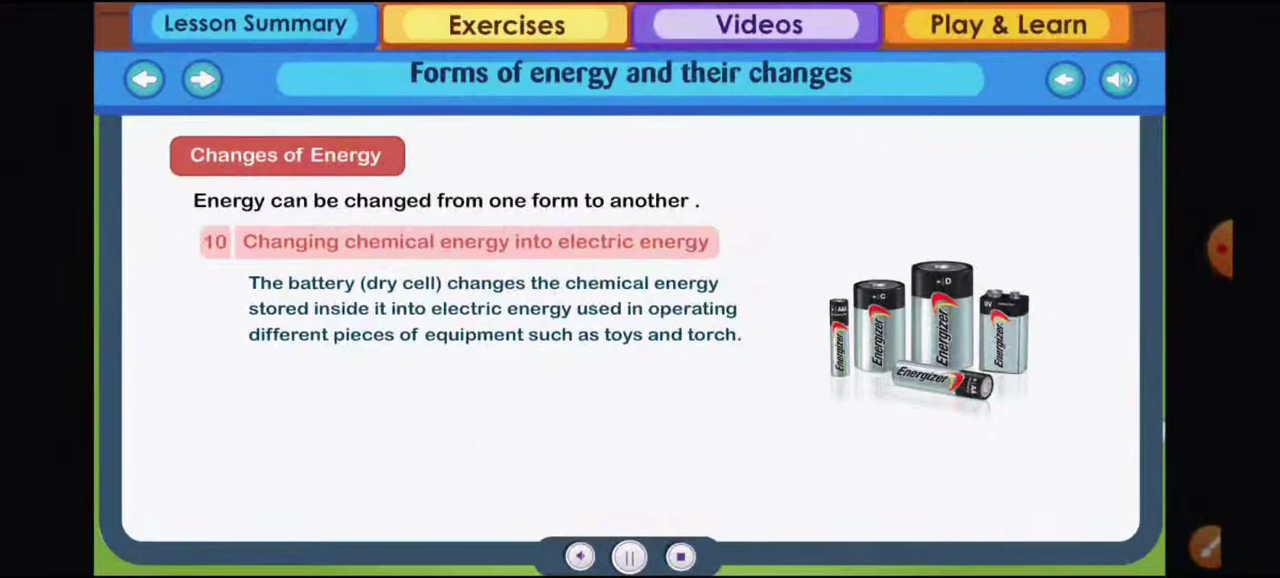 Lesson Summary
Exercises
Videos
Play & Learn
Forms of energy and their changes
Changes of Energy
Energy can be changed from one form to another .
10 Changing chemical energy into electric energy
The battery (dry cell) changes the chemical energy
stored inside it into electric energy used in operating
different pieces of equipment such as toys and torch.
AAA
Energizer
+|C
Energizer
+|D
Energizer
9V
Energizer
Energizer
AA